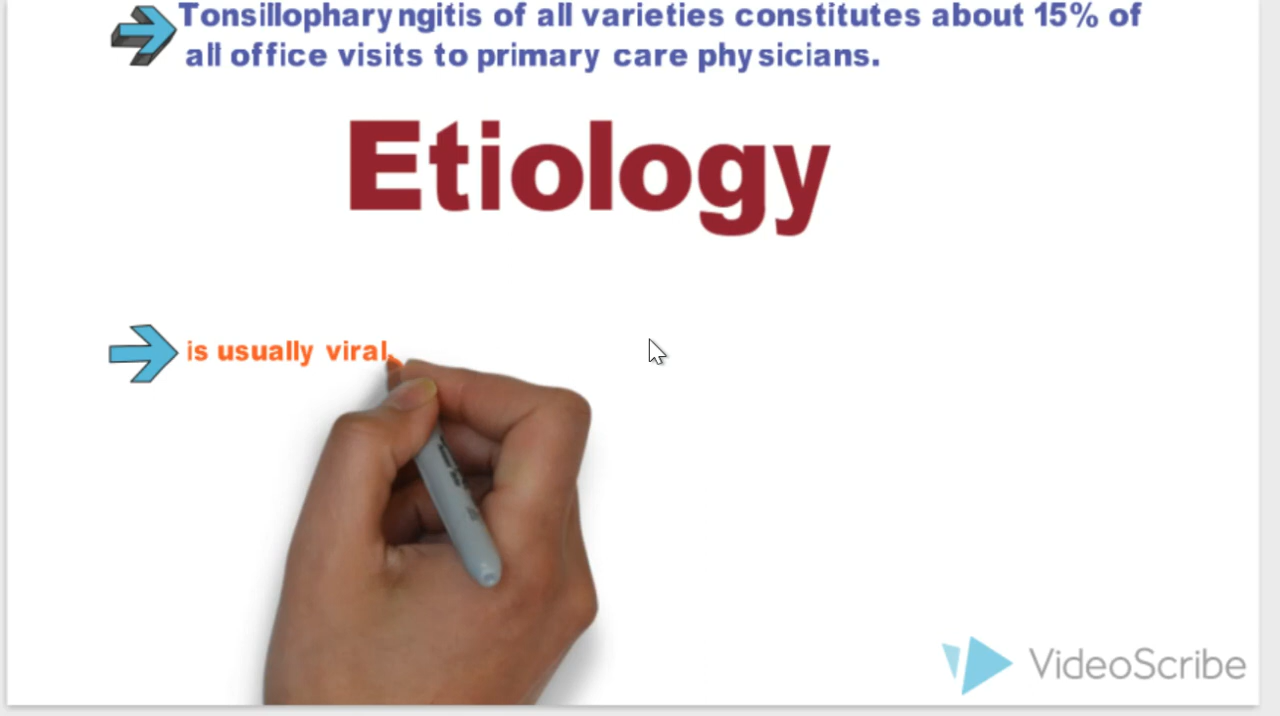 Tonsillopharyngitis of all varieties constitutes about 15% of
all office visits to primary care physicians.
Etiology
is usually viral,
VideoScribe